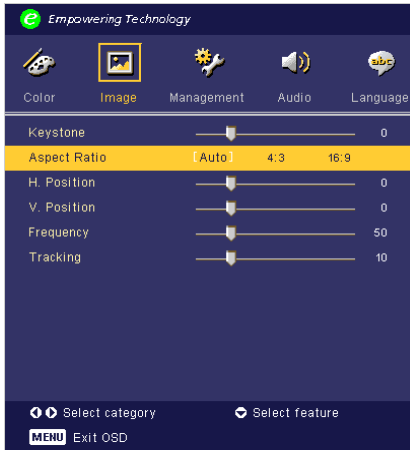 e Empowering Technology
abc
Color Image Management Audio Language
Keystone 0
Aspect Ratio [Auto] 4:3 16:9
H. Position 0
V. Position 0
Frequency 50
Tracking 10
Select category Select feature
MENU Exit OSD